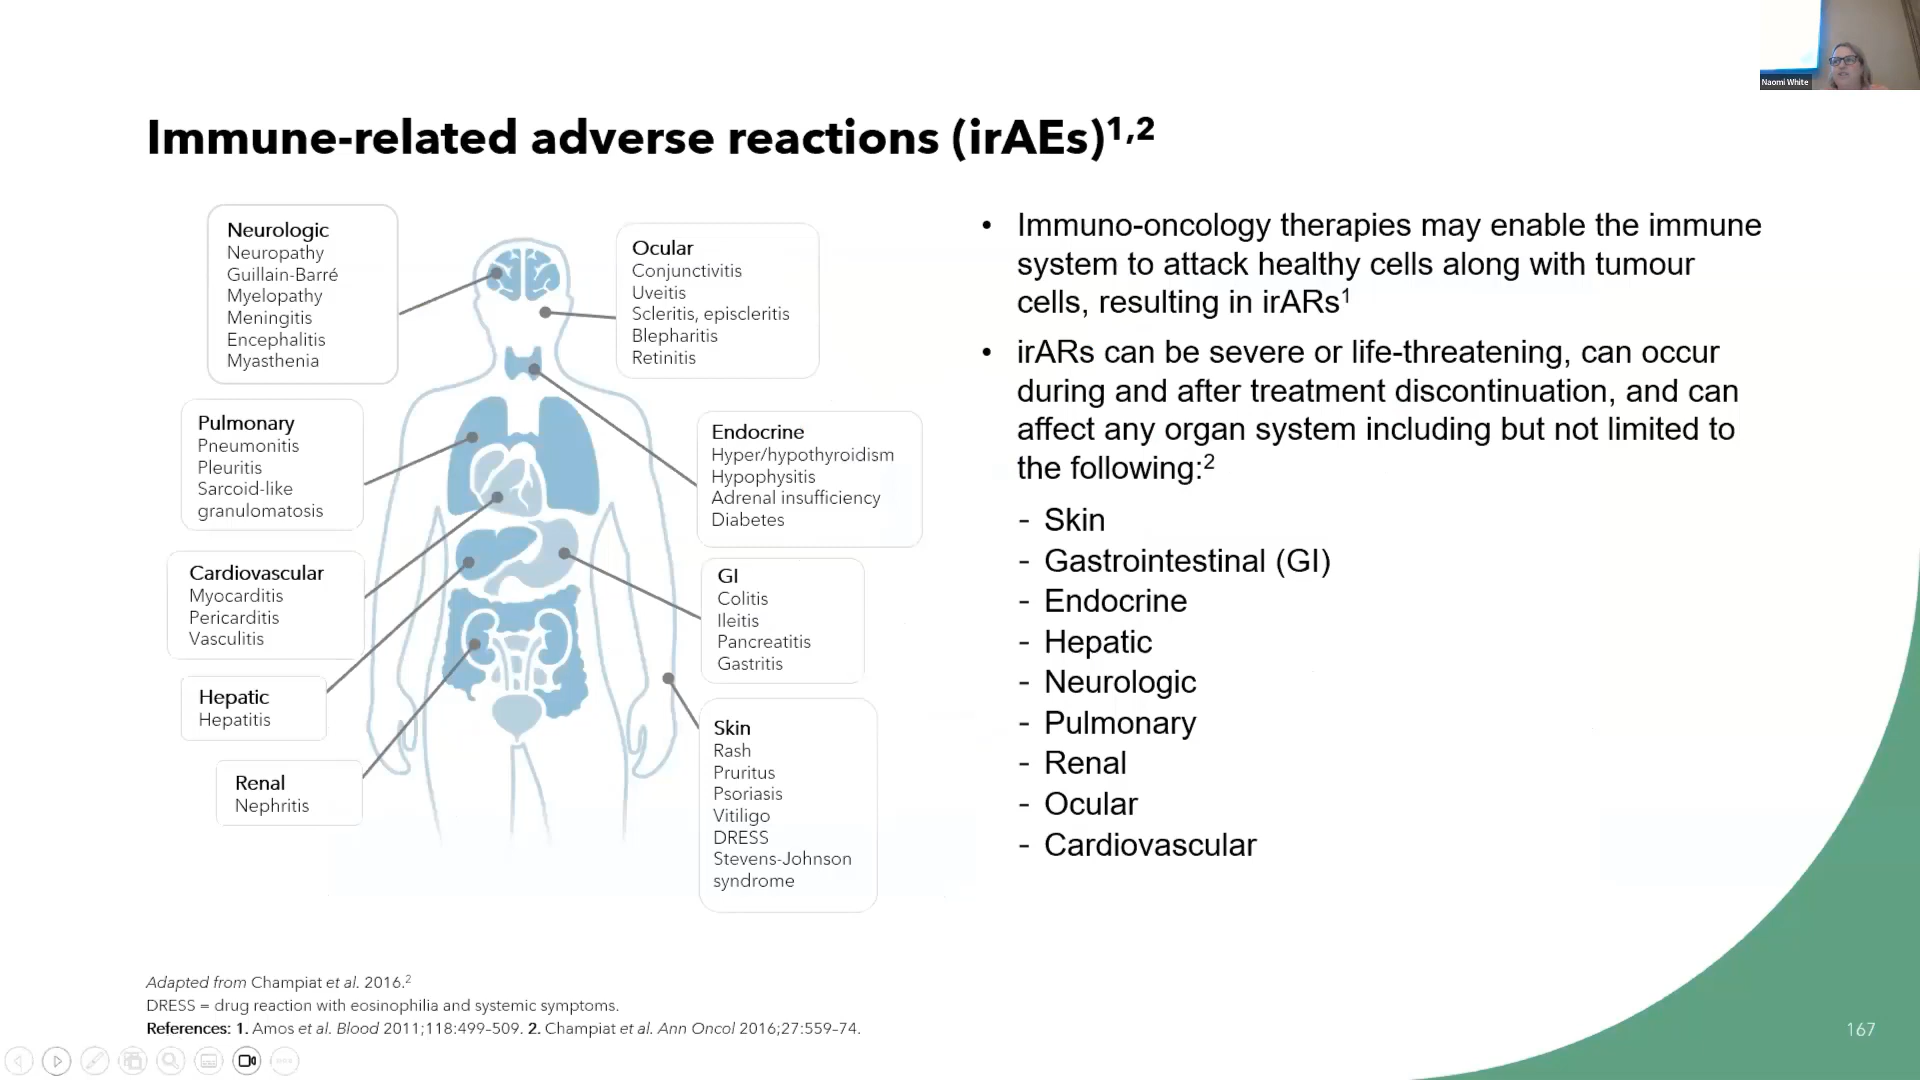 Naomi White
Immune-related adverse reactions (irAEs)1,2
Neurologic
Neuropathy
Guillain-Barré
Myelopathy
Meningitis
Encephalitis
Myasthenia
Pulmonary
Pneumonitis
Pleuritis
Sarcoid-like
granulomatosis
Cardiovascular
Myocarditis
Pericarditis
Vasculitis
Hepatic
Hepatitis
Renal
Nephritis
Ocular
Conjunctivitis
Uveitis
Scleritis, episcleritis
Blepharitis
Retinitis
Endocrine
Hyper/hypothyroidism
Hypophysitis
Adrenal insufficiency
Diabetes
GI
Colitis
Ileitis
Pancreatitis
Gastritis
Skin
Rash
Pruritus
Psoriasis
Vitiligo
DRESS
Stevens-Johnson
syndrome
• Immuno-oncology therapies may enable the immune
system to attack healthy cells along with tumour
cells, resulting in irARs1
• irARs can be severe or life-threatening, can occur
during and after treatment discontinuation, and can
affect any organ system including but not limited to
the following:2
- Skin
- Gastrointestinal (GI)
- Endocrine
- Hepatic
- Neurologic
- Pulmonary
- Renal
- Ocular
- Cardiovascular
Adapted from Champiat et al. 2016.2
DRESS = drug reaction with eosinophilia and systemic symptoms.
References: 1. Amos et al. Blood 2011;118:499–509. 2. Champiat et al. Ann Oncol 2016;27:559–74.
167